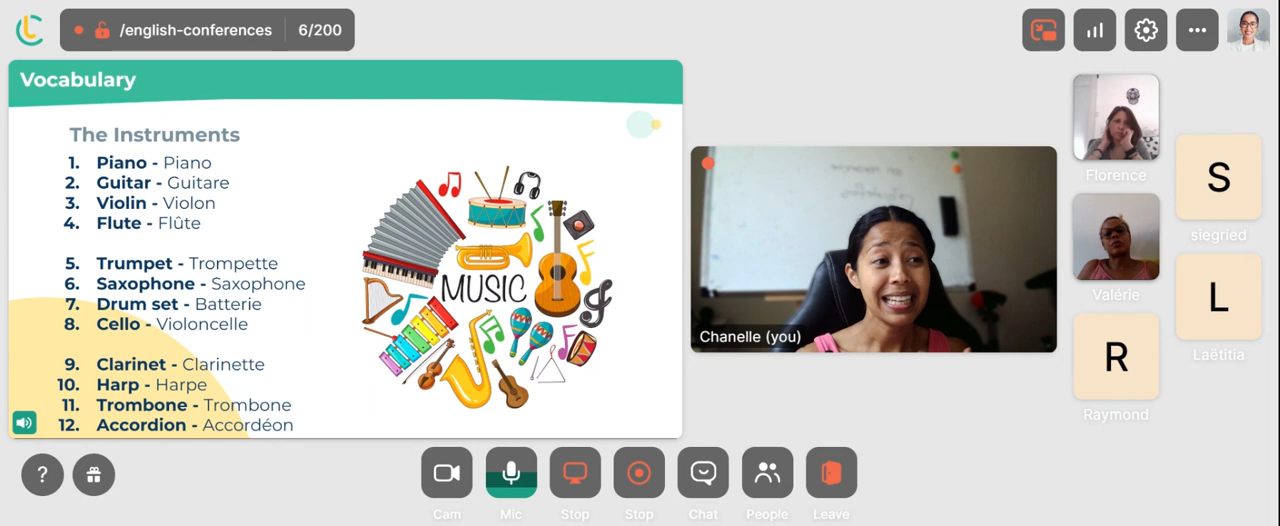 /english-conferences 6/200
Vocabulary
The Instruments
1. Piano - Piano
2. Guitar - Guitare
3. Violin - Violon
4. Flute - Flûte
5. Trumpet - Trompette
6. Saxophone - Saxophone
7. Drum set - Batterie
8. Cello - Violoncelle
9. Clarinet - Clarinette
10. Harp - Harpe
11. Trombone - Trombone
12. Accordion - Accordéon
MUSIC
Chanelle (you)
Florence
Valérie
R
Raymond
S
siegried
L
Laëtitia
?
Cam
Mic
Stop
Stop
Chat
People
Leave